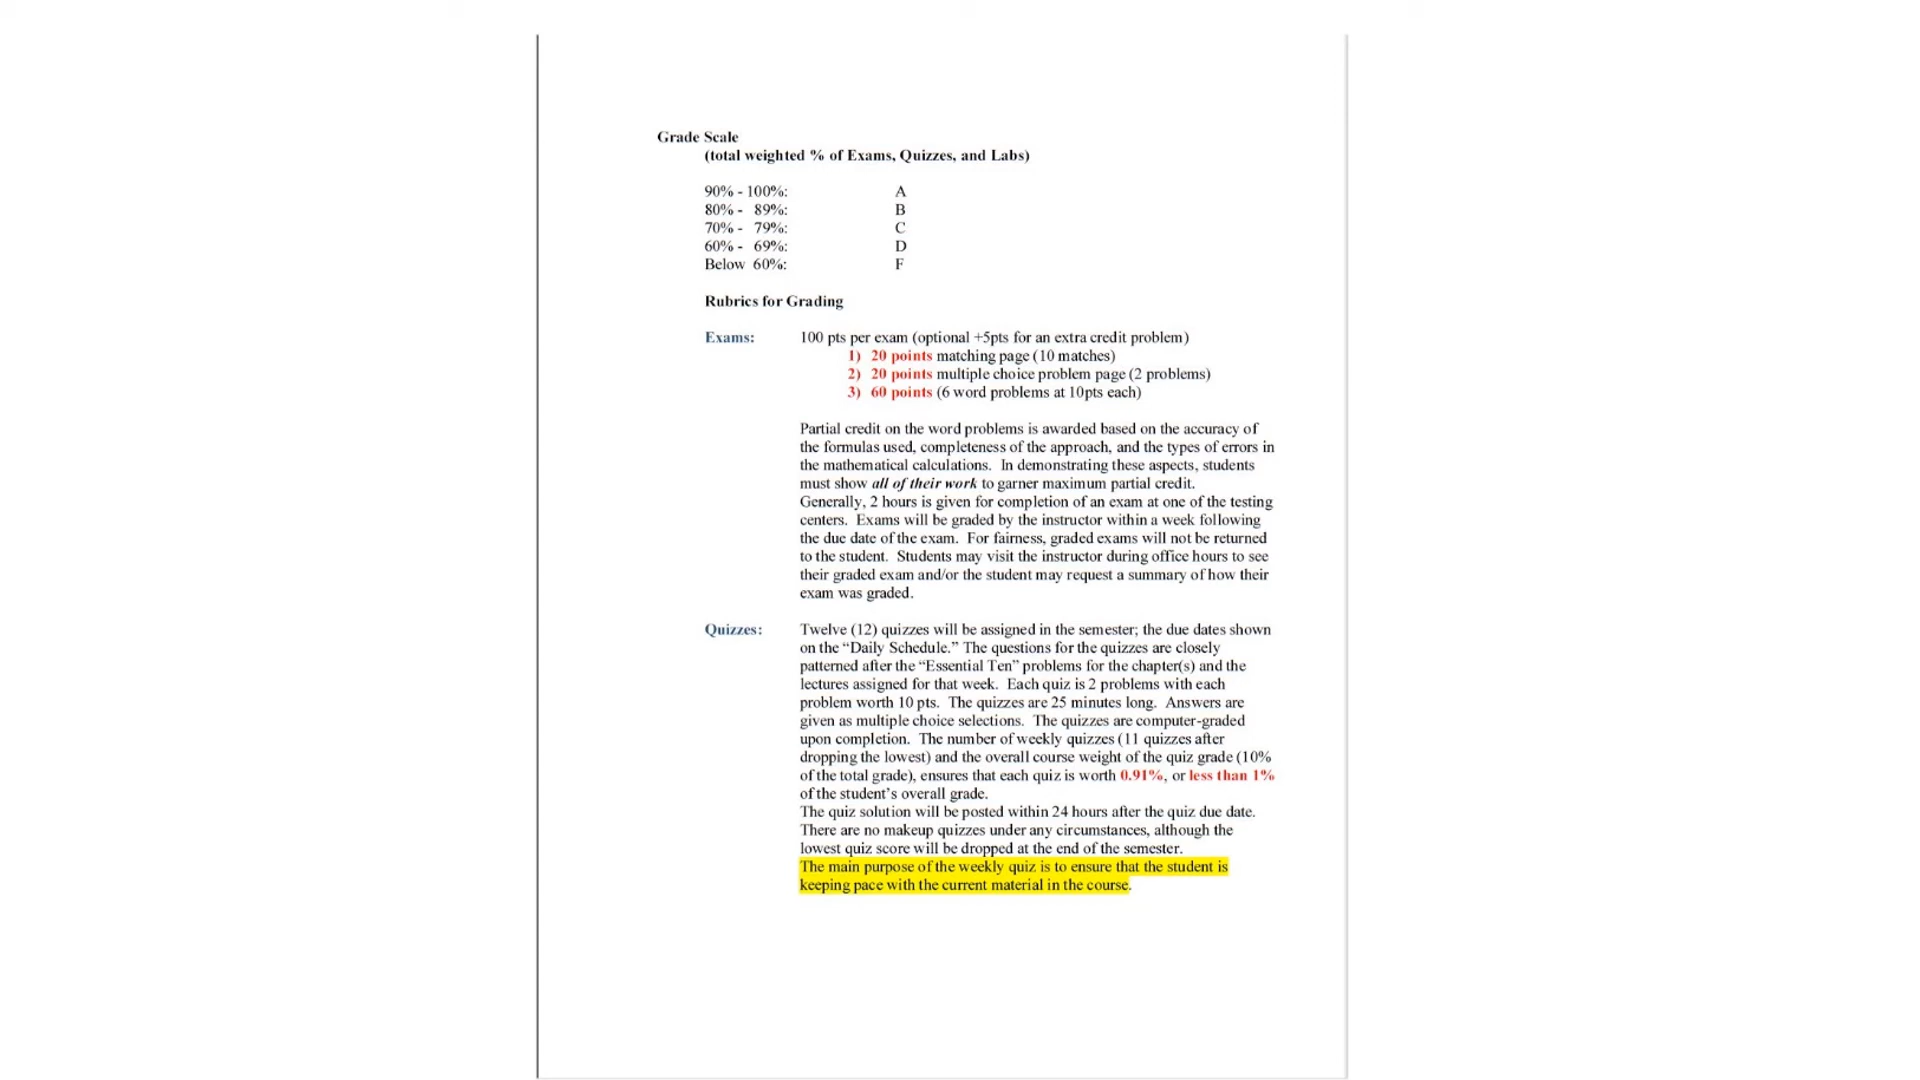 Grade Scale
(total weighted % of Exams, Quizzes, and Labs)
90% - 100%: A
80% - 89%: B
70% - 79%: C
60% - 69%: D
Below 60%: F
Rubrics for Grading
Exams: 100 pts per exam (optional +5pts for an extra credit problem)
1) 20 points matching page (10 matches)
2) 20 points multiple choice problem page (2 problems)
3) 60 points (6 word problems at 10pts each)
Partial credit on the word problems is awarded based on the accuracy of
the formulas used, completeness of the approach, and the types of errors in
the mathematical calculations. In demonstrating these aspects, students
must show all of their work to garner maximum partial credit.
Generally, 2 hours is given for completion of an exam at one of the testing
centers. Exams will be graded by the instructor within a week following
the due date of the exam. For fairness, graded exams will not be returned
to the student. Students may visit the instructor during office hours to see
their graded exam and/or the student may request a summary of how their
exam was graded.
Quizzes: Twelve (12) quizzes will be assigned in the semester; the due dates shown
on the “Daily Schedule.” The questions for the quizzes are closely
patterned after the “Essential Ten” problems for the chapter(s) and the
lectures assigned for that week. Each quiz is 2 problems with each
problem worth 10 pts. The quizzes are 25 minutes long. Answers are
given as multiple choice selections. The quizzes are computer-graded
upon completion. The number of weekly quizzes (11 quizzes after
dropping the lowest) and the overall course weight of the quiz grade (10%
of the total grade), ensures that each quiz is worth 0.91%, or less than 1%
of the student’s overall grade.
The quiz solution will be posted within 24 hours after the quiz due date.
There are no makeup quizzes under any circumstances, although the
lowest quiz score will be dropped at the end of the semester.
The main purpose of the weekly quiz is to ensure that the student is
keeping pace with the current material in the course.